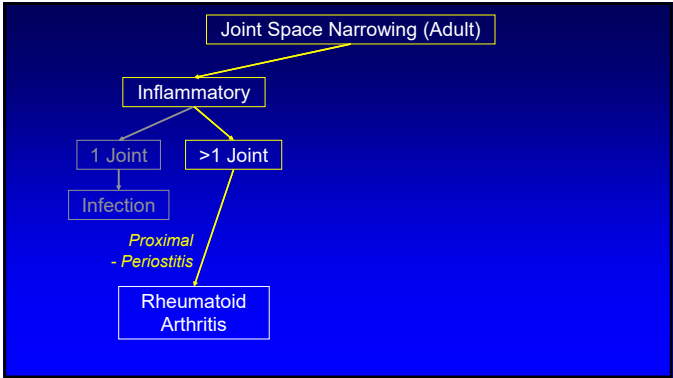 Joint Space Narrowing (Adult)
Inflammatory
1 Joint
>1 Joint
Infection
Proximal
- Periostitis
Rheumatoid
Arthritis